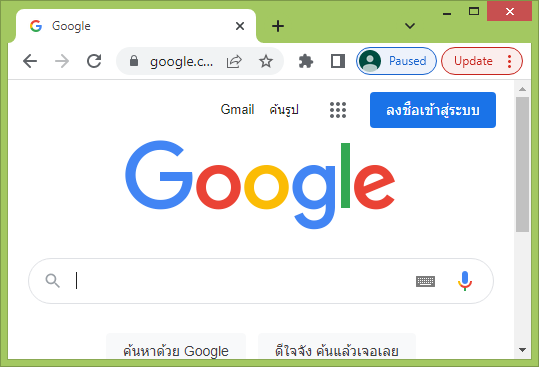 Google
google.c...
Paused
Update
Gmail
ค้นรูป
ลงชื่อเข้าสู่ระบบ
Google
ค้นหาด้วย Google
ดีใจจัง ค้นแล้วเจอเลย